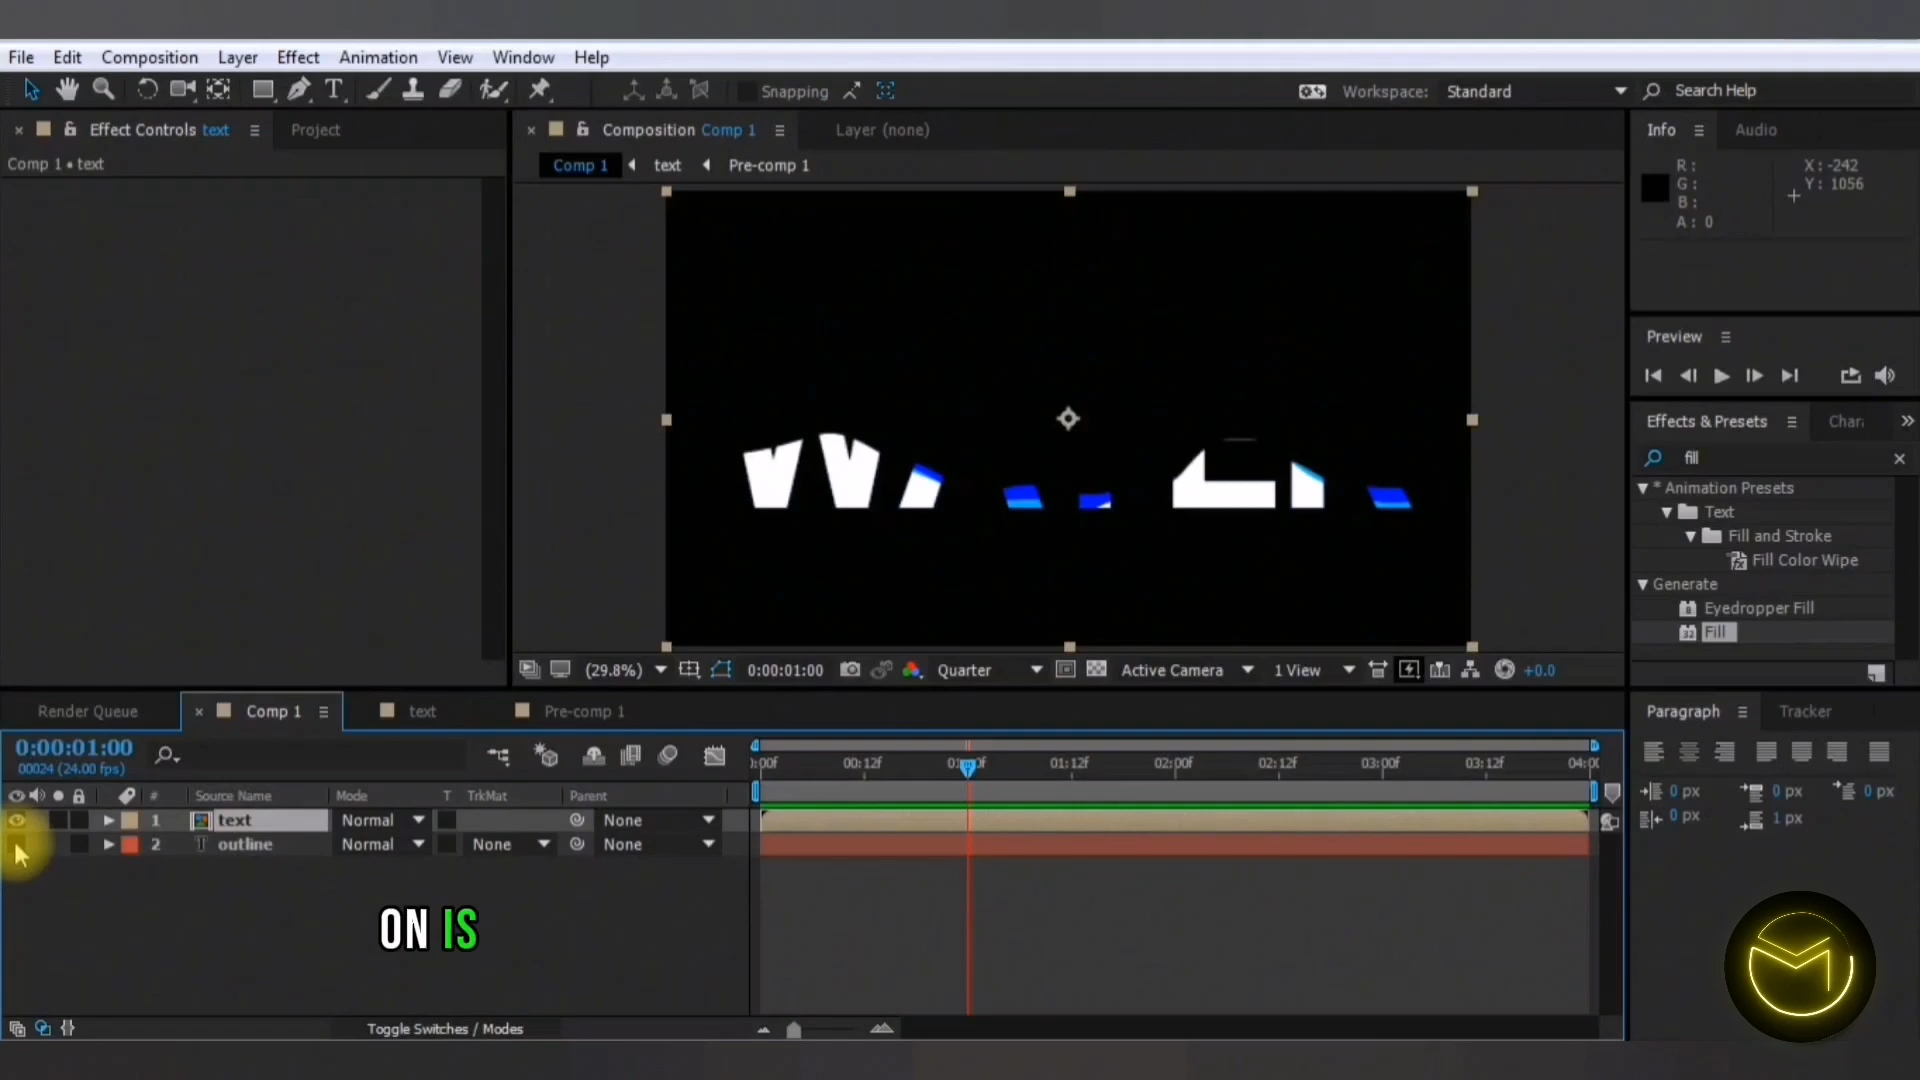 File Edit Composition Layer Effect Animation View Window Help
Snapping Workspace: Standard Search Help
Effect Controls text Project
Comp 1 • text
Composition Comp 1 Layer (none)
Comp 1 text Pre-comp 1
Info Audio
R: X: -242
G: Y: 1056
B:
A: 0
Preview
Effects & Presets
fill
* Animation Presets
Text
Fill and Stroke
Fill Color Wipe
Generate
Eyedropper Fill
32 Fill
(29.8%) 0:00:01:00 Quarter Active Camera 1 View +0.0
Render Queue Comp 1 text Pre-comp 1
Paragraph Tracker
0:00:01:00
00024 (24.00 fps)
00:12f 01:12f 02:00f 02:12f 03:00f 03:12f
# Source Name Mode T TrkMat Parent
1 text Normal None
2 T outline Normal None None
0 px 0 px 0 px
0 px 1 px
ON IS
Toggle Switches / Modes